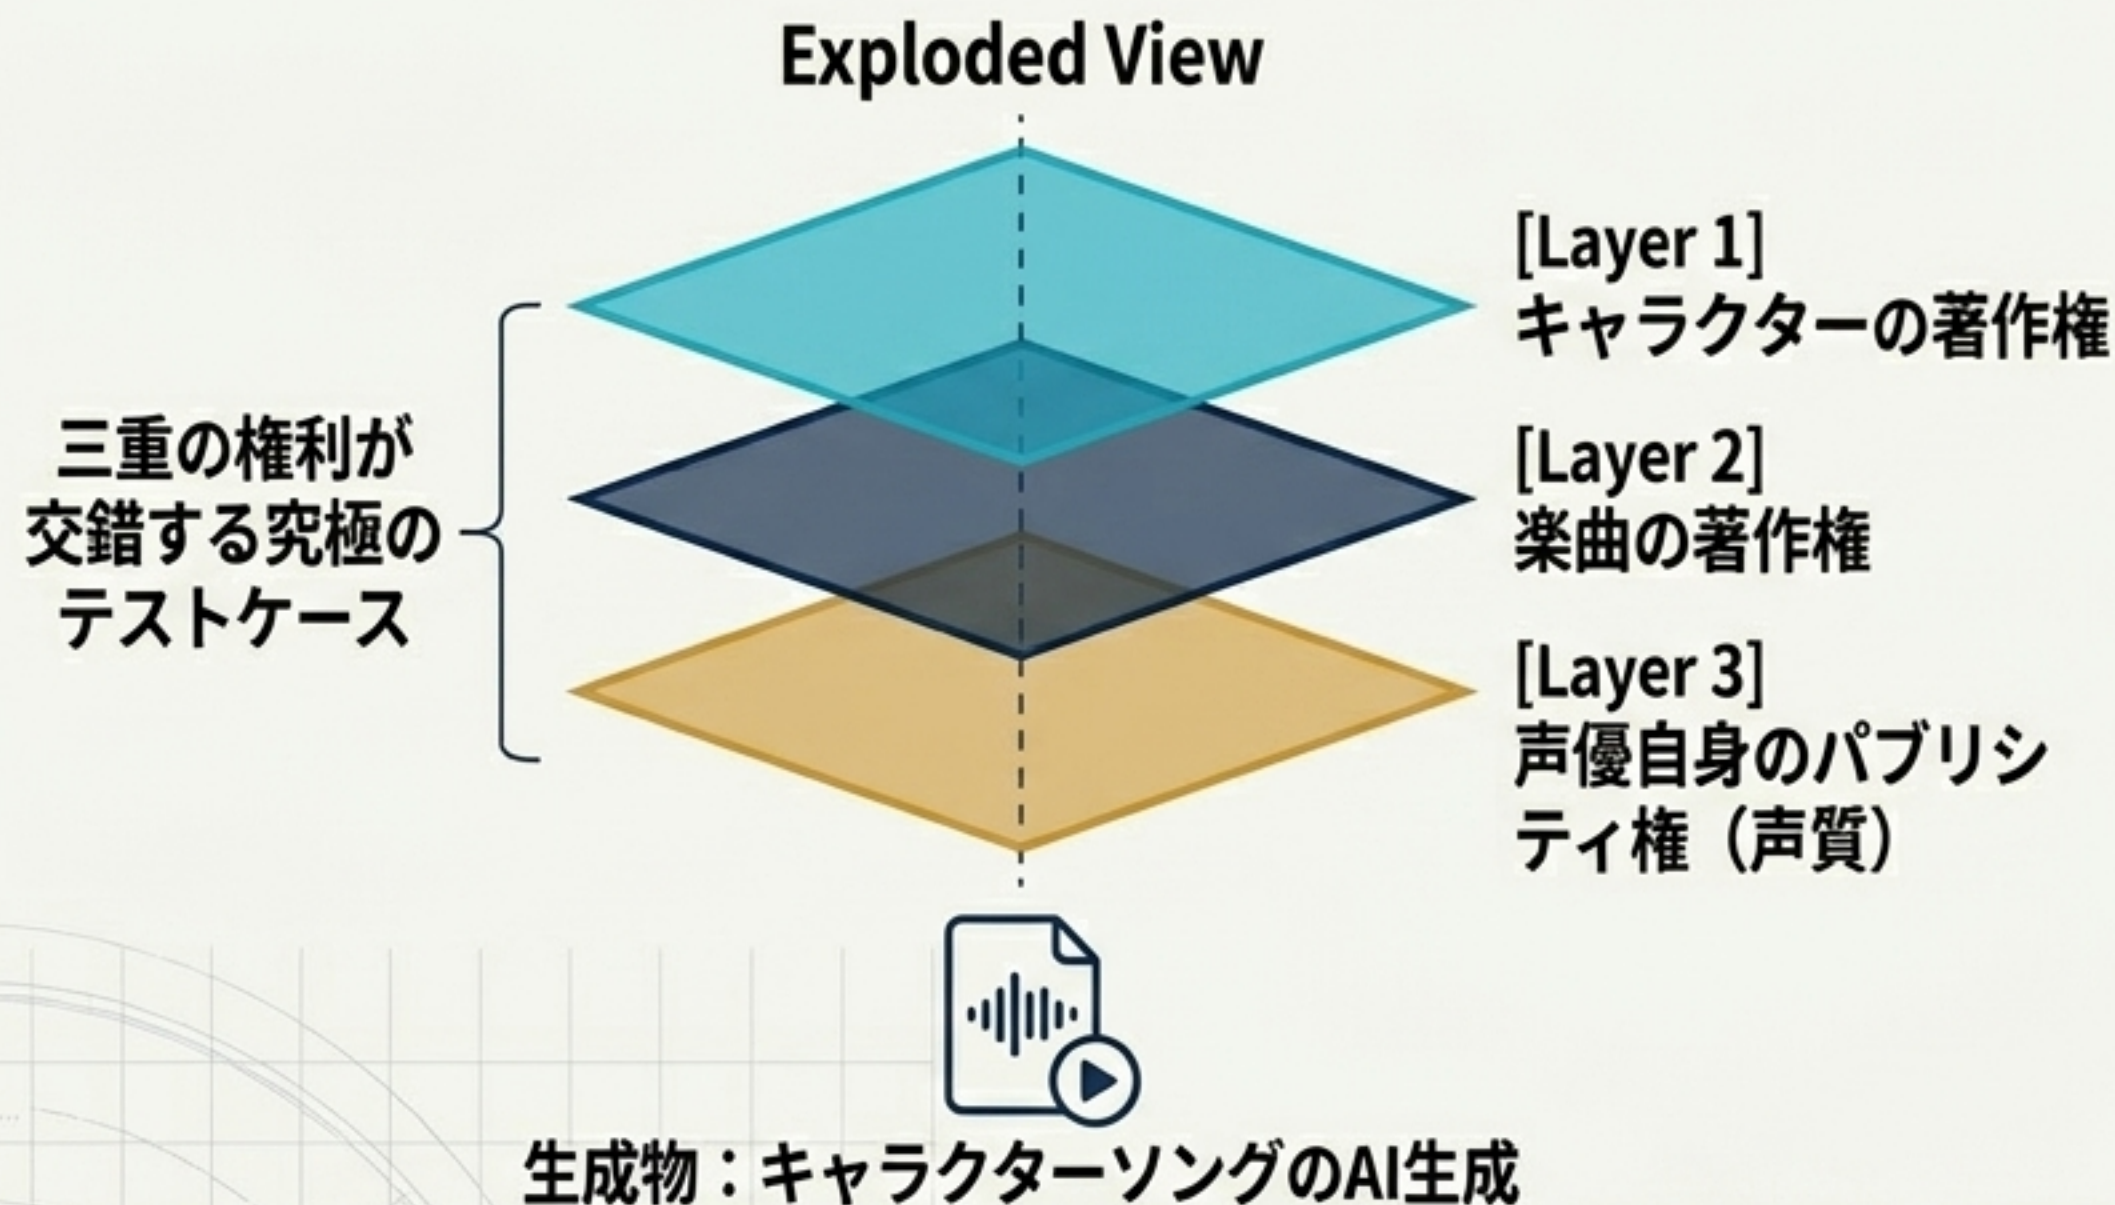 Exploded View
[Layer 1]
キャラクターの著作権
三重の権利が
交錯する究極の
テストケース
[Layer 2]
楽曲の著作権
[Layer 3]
声優自身のパブリシ
ティ権（声質）
生成物：キャラクターソングのAI生成